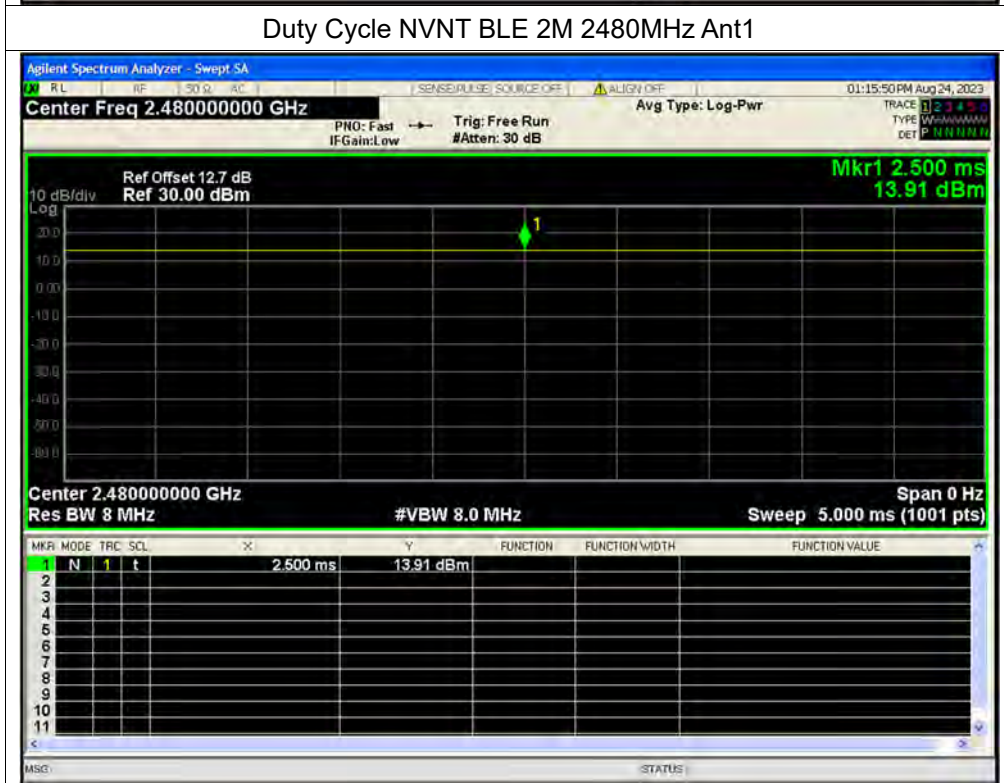 Duty Cycle NVNT BLE 2M 2480MHz Ant1
Agilent Spectrum Analyzer - Swept SA
RL RF 50 Ω AC SENSE:PULSE SOURCE OFF ALIGN OFF 01:15:50 PM Aug 24, 2023
Center Freq 2.480000000 GHz Avg Type: Log-Pwr TRACE 1 2 3 4 5 6
PNO: Fast Trig: Free Run TYPE
IFGain:Low #Atten: 30 dB DET P N N N N N
Mkr1 2.500 ms
Ref Offset 12.7 dB
10 dB/div Ref 30.00 dBm 13.91 dBm
Log
20.0
1
10.0
0.00
-10.0
-20.0
-30.0
-40.0
-50.0
-60.0
Center 2.480000000 GHz Span 0 Hz
Res BW 8 MHz #VBW 8.0 MHz Sweep 5.000 ms (1001 pts)
MKR MODE TRC SCL X Y FUNCTION FUNCTION WIDTH FUNCTION VALUE
1 N 1 t 2.500 ms 13.91 dBm
2
3
4
5
6
7
8
9
10
11
MSG STATUS